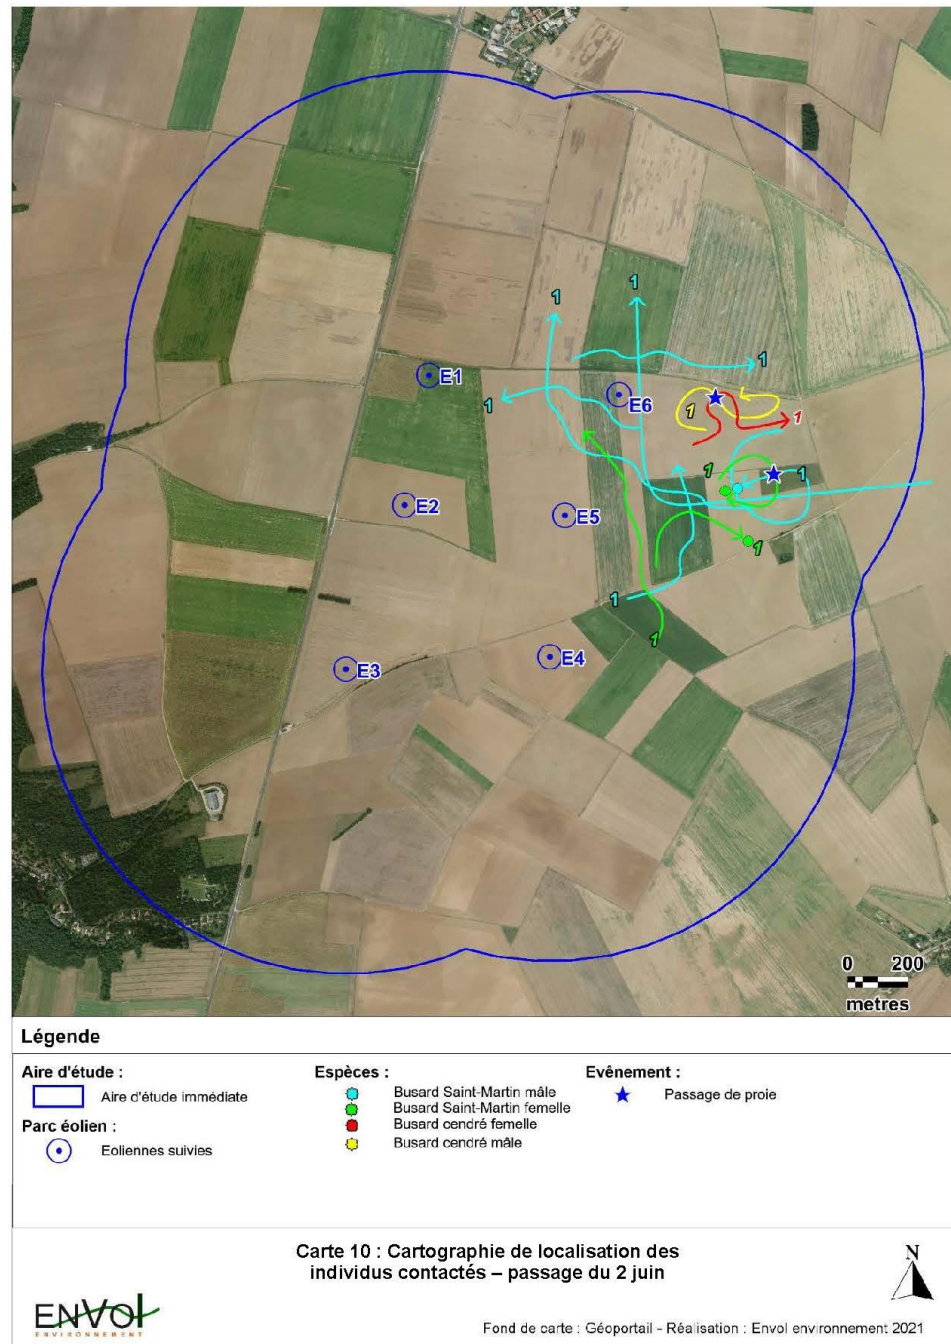 1
1
1
1
E1
E6
1
1
1
1
E2
E5
1
1
1
E3
E4
0 200
metres
Légende
Aire d'étude :
Aire d'étude immédiate
Parc éolien :
Eoliennes suivies
Espèces :
Busard Saint-Martin mâle
Busard Saint-Martin femelle
Busard cendré femelle
Busard cendré mâle
Evênement :
Passage de proie
Carte 10 : Cartographie de localisation des
individus contactés – passage du 2 juin
N
ENVOl
ENVIRONNEMENT
Fond de carte : Géoportail - Réalisation : Envol environnement 2021